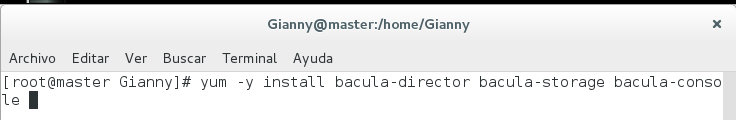 Gianny@master:/home/Gianny ×
Archivo Editar Ver Buscar Terminal Ayuda
[root@master Gianny]# yum -y install bacula-director bacula-storage bacula-conso
le